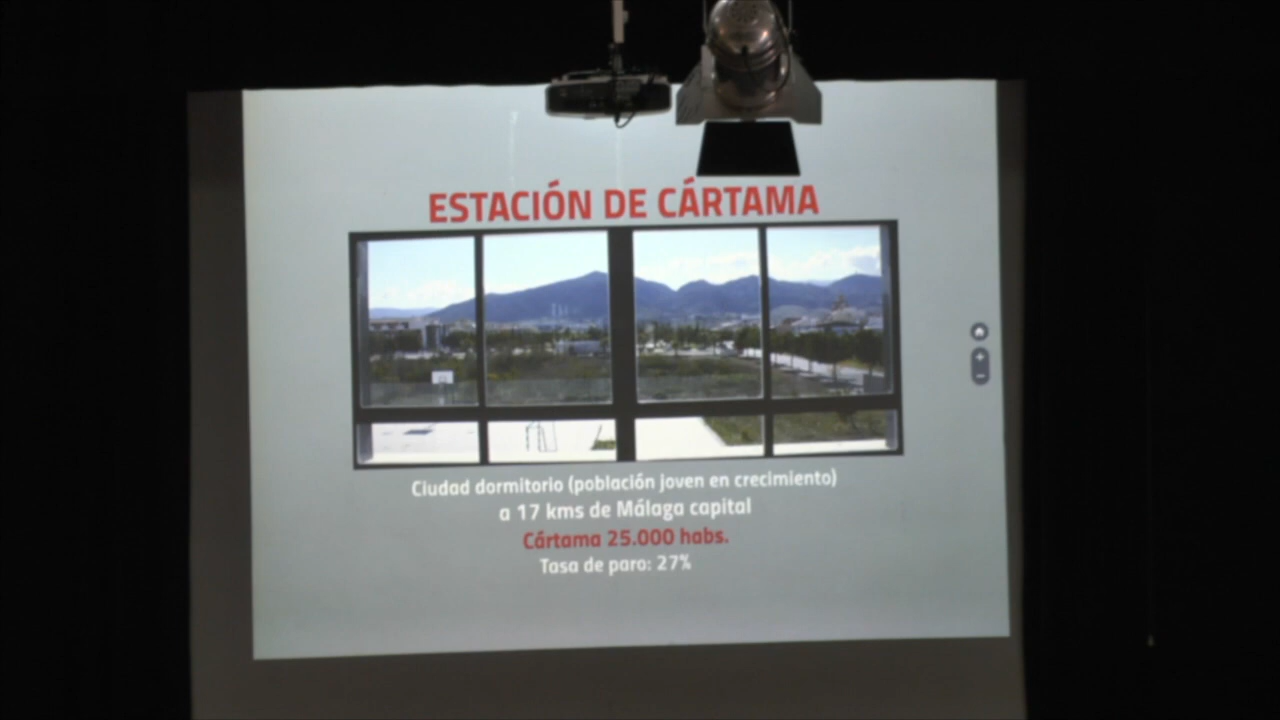 ESTACIÓN DE CÁRTAMA
Ciudad dormitorio (población joven en crecimiento)
a 17 kms de Málaga capital
Cártama 25.000 habs.
Tasa de paro: 27%